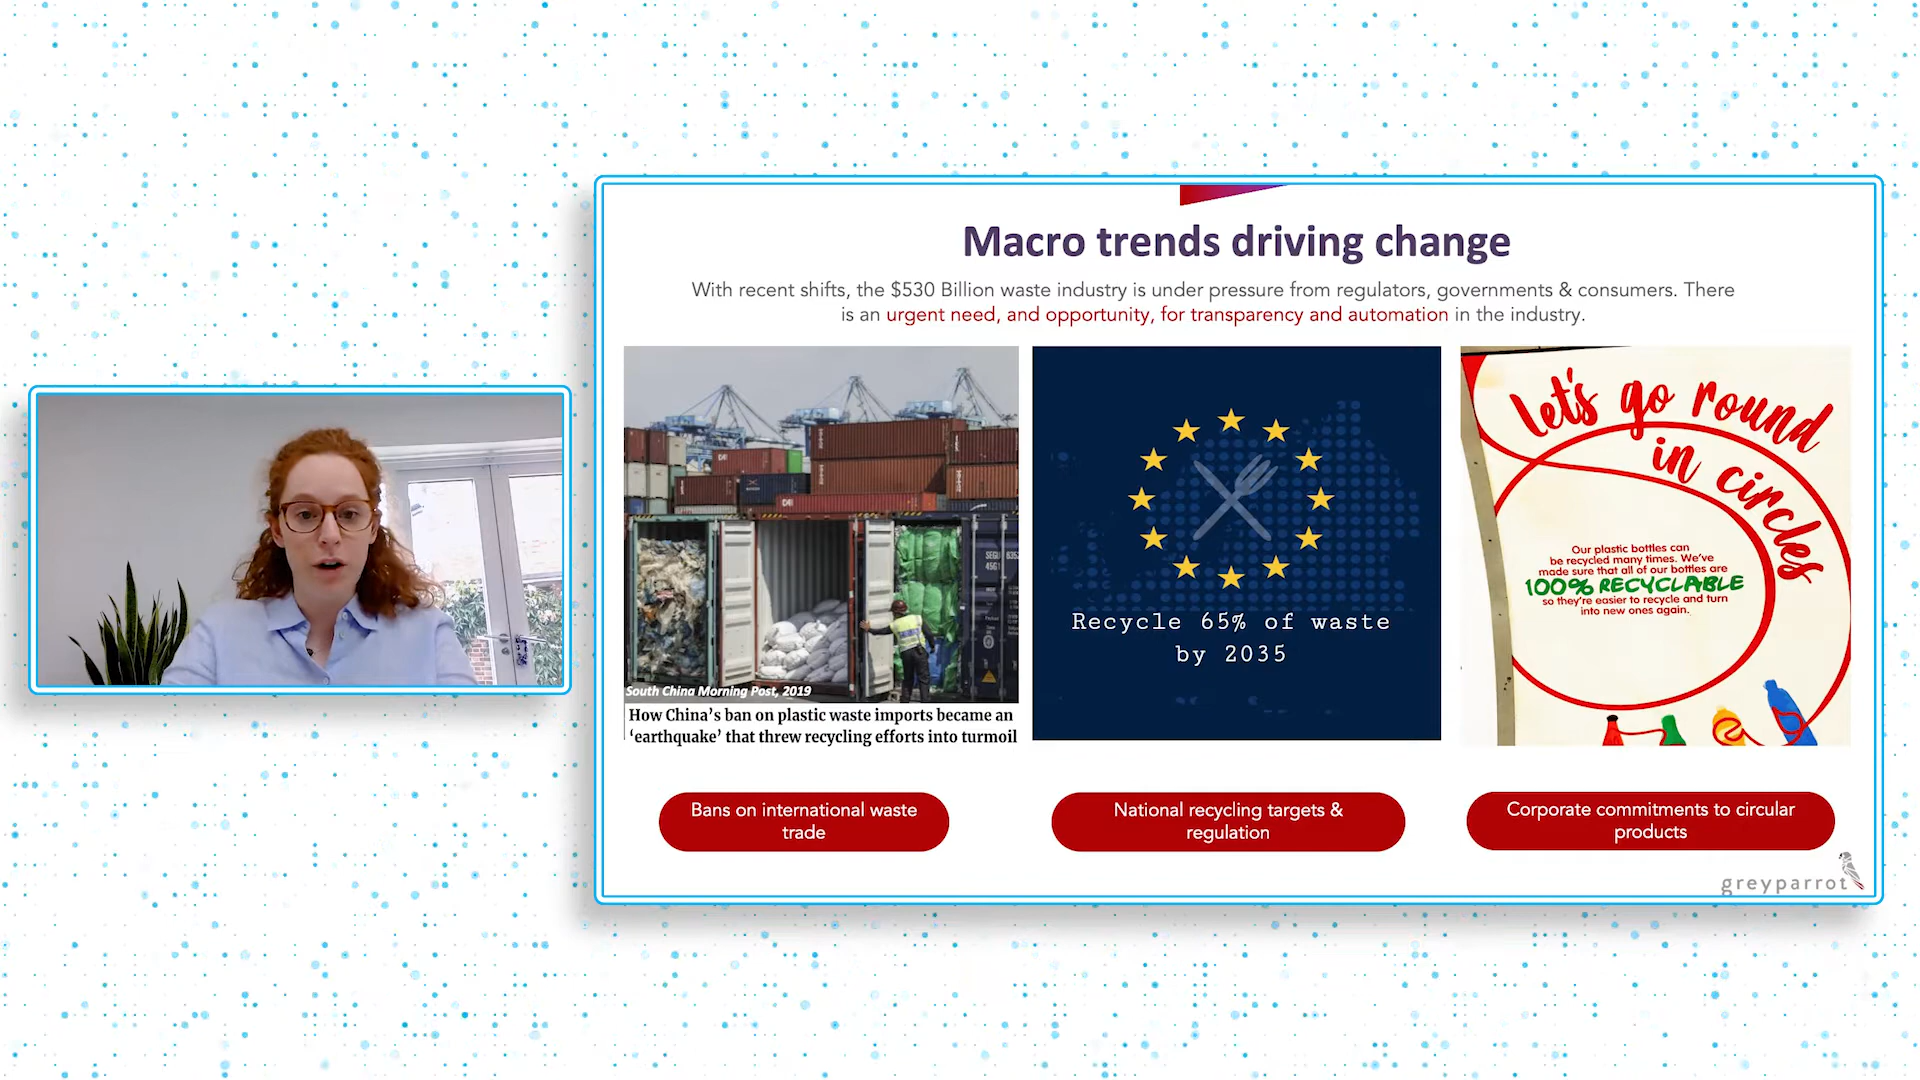 Macro trends driving change
With recent shifts, the $530 Billion waste industry is under pressure from regulators, governments & consumers. There
is an urgent need, and opportunity, for transparency and automation in the industry.
South China Morning Post, 2019
How China's ban on plastic waste imports became an
'earthquake' that threw recycling efforts into turmoil
Bans on international waste
trade
Recycle 65% of waste
by 2035
National recycling targets &
regulation
let's go round
in circles
Our plastic bottles can
be recycled many times. We've
made sure that all of our bottles are
100% RECYCLABLE
so they're easier to recycle and turn
into new ones again.
Corporate commitments to circular
products
greyparrot